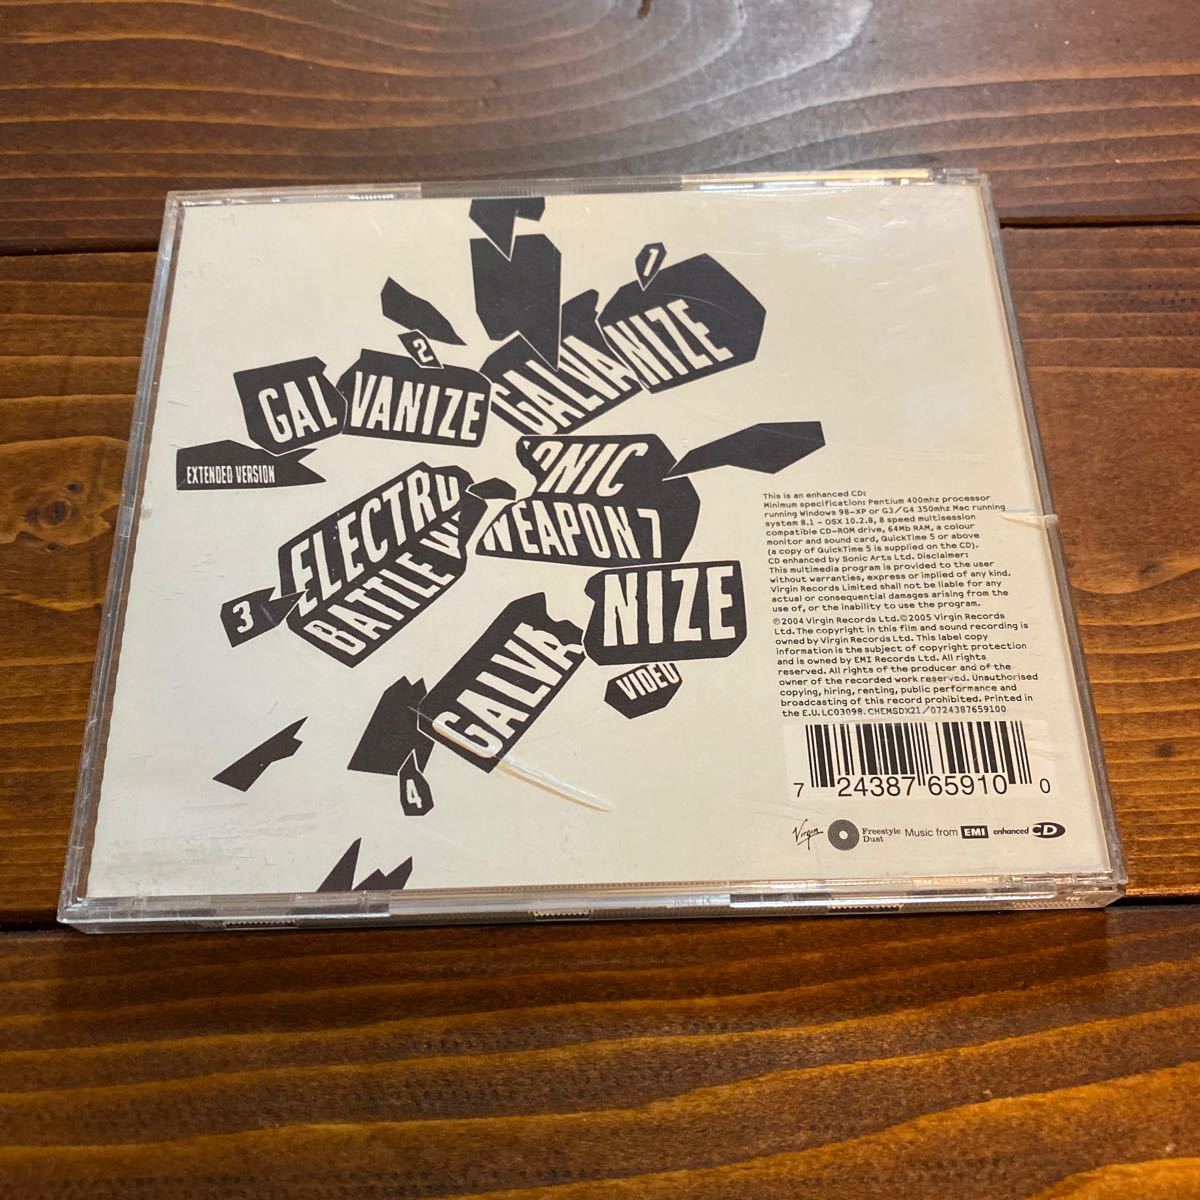 1
GALVANIZE
2
GALVANIZE
EXTENDED VERSION
3
ELECTRONIC
BATTLE WEAPON 7
4
GALVANIZE
VIDEO
This is an enhanced CD:
Minimum specification: Pentium 400mhz processor
running Windows 98-XP or G3/G4 350mhz Mac running
system 8.1 - OSX 10.2.8, 8 speed multisession
compatible CD-ROM drive, 64Mb RAM, a colour
monitor and sound card, QuickTime 5 or above
(a copy of QuickTime 5 is supplied on the CD).
CD enhanced by Sonic Arts Ltd. Disclaimer:
This multimedia program is provided to the user
without warranties, express or implied of any kind.
Virgin Records Limited shall not be liable for any
actual or consequential damages arising from the
use of, or the inability to use the program.
℗2004 Virgin Records Ltd.©2005 Virgin Records
Ltd. The copyright in this film and sound recording is
owned by Virgin Records Ltd. This label copy
information is the subject of copyright protection
and is owned by EMI Records Ltd. All rights
reserved. All rights of the producer and of the
owner of the recorded work reserved. Unauthorised
copying, hiring, renting, public performance and
broadcasting of this record prohibited. Printed in
the E.U. LC03098. CHEMSDX21/0724387659100
7 24387 65910 0
Virgin Freestyle Dust Music from EMI enhanced CD